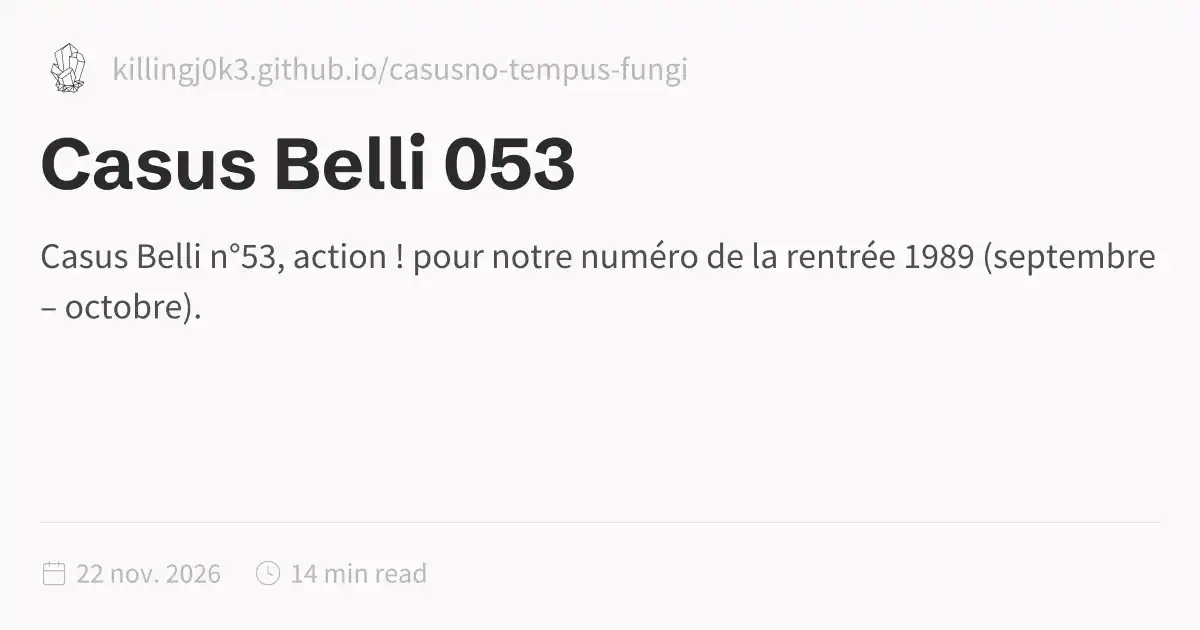 killingj0k3.github.io/casusno-tempus-fungi
Casus Belli 053
Casus Belli n°53, action ! pour notre numéro de la rentrée 1989 (septembre
– octobre).
22 nov. 2026 14 min read